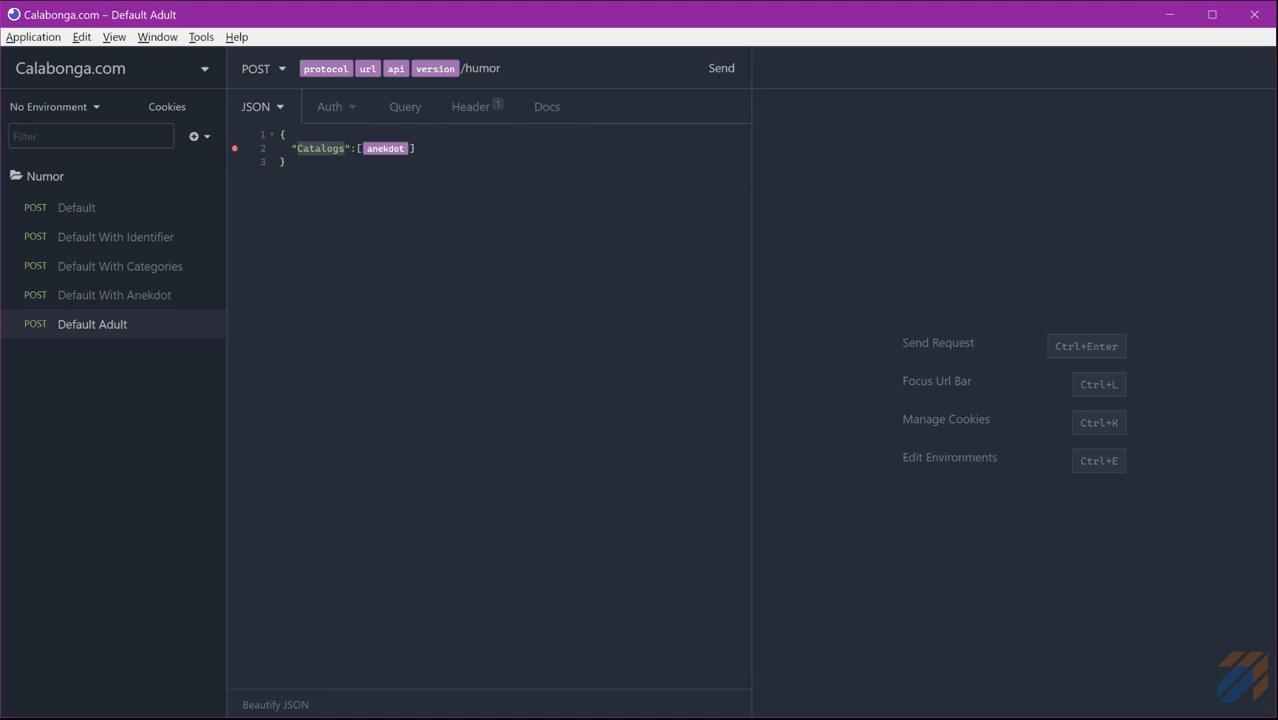 Calabonga.com – Default Adult
Application Edit View Window Tools Help
Calabonga.com
POST protocol url api version /humor Send
No Environment Cookies
JSON Auth Query Header 1 Docs
Filter
1 {
2 "Catalogs":[ anekdot ]
3 }
Numor
POST Default
POST Default With Identifier
POST Default With Categories
POST Default With Anekdot
POST Default Adult
Send Request Ctrl+Enter
Focus Url Bar Ctrl+L
Manage Cookies Ctrl+K
Edit Environments Ctrl+E
Beautify JSON